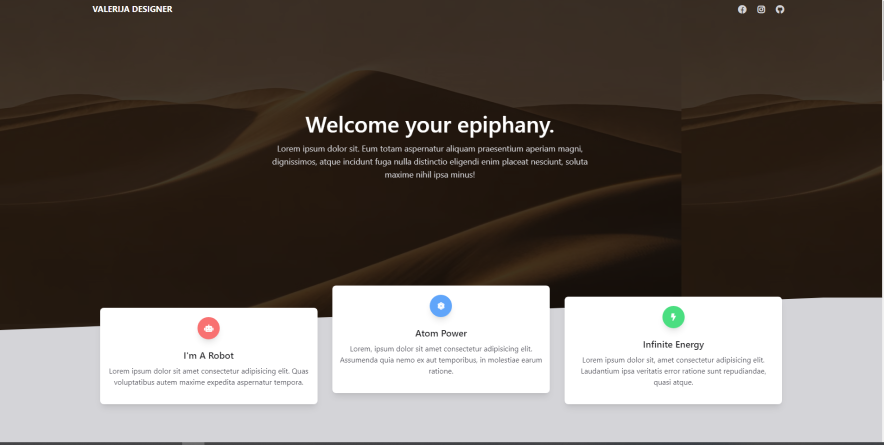 VALERIJA DESIGNER
Welcome your epiphany.
Lorem ipsum dolor sit. Eum totam aspernatur aliquam praesentium aperiam magni,
dignissimos, atque incidunt fuga nulla distinctio eligendi enim placeat nesciunt, soluta
maxime nihil ipsa minus!
I'm A Robot
Lorem ipsum dolor sit amet consectetur adipisicing elit. Quas
voluptatibus autem maxime expedita aspernatur tempora.
Atom Power
Lorem, ipsum dolor sit amet consectetur adipisicing elit.
Assumenda quia nemo ex aut temporibus, in molestiae earum
ratione.
Infinite Energy
Lorem ipsum dolor sit, amet consectetur adipisicing elit.
Laudantium ipsa veritatis error ratione sunt repudiandae,
quasi atque.